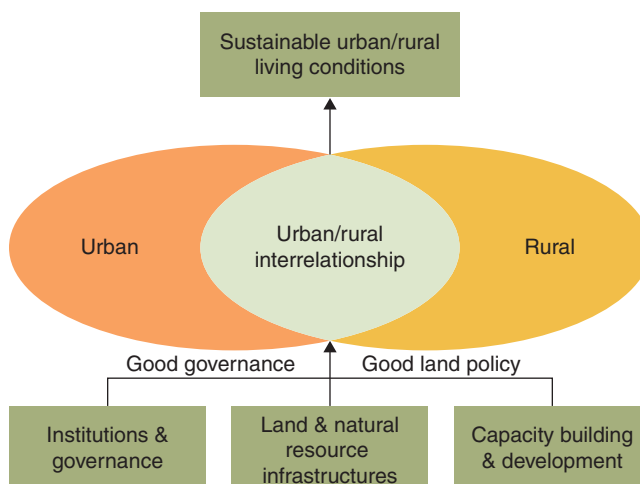 Sustainable urban/rural
living conditions
Urban
Urban/rural
interrelationship
Rural
Good governance
Good land policy
Institutions &
governance
Land & natural
resource
infrastructures
Capacity building
& development